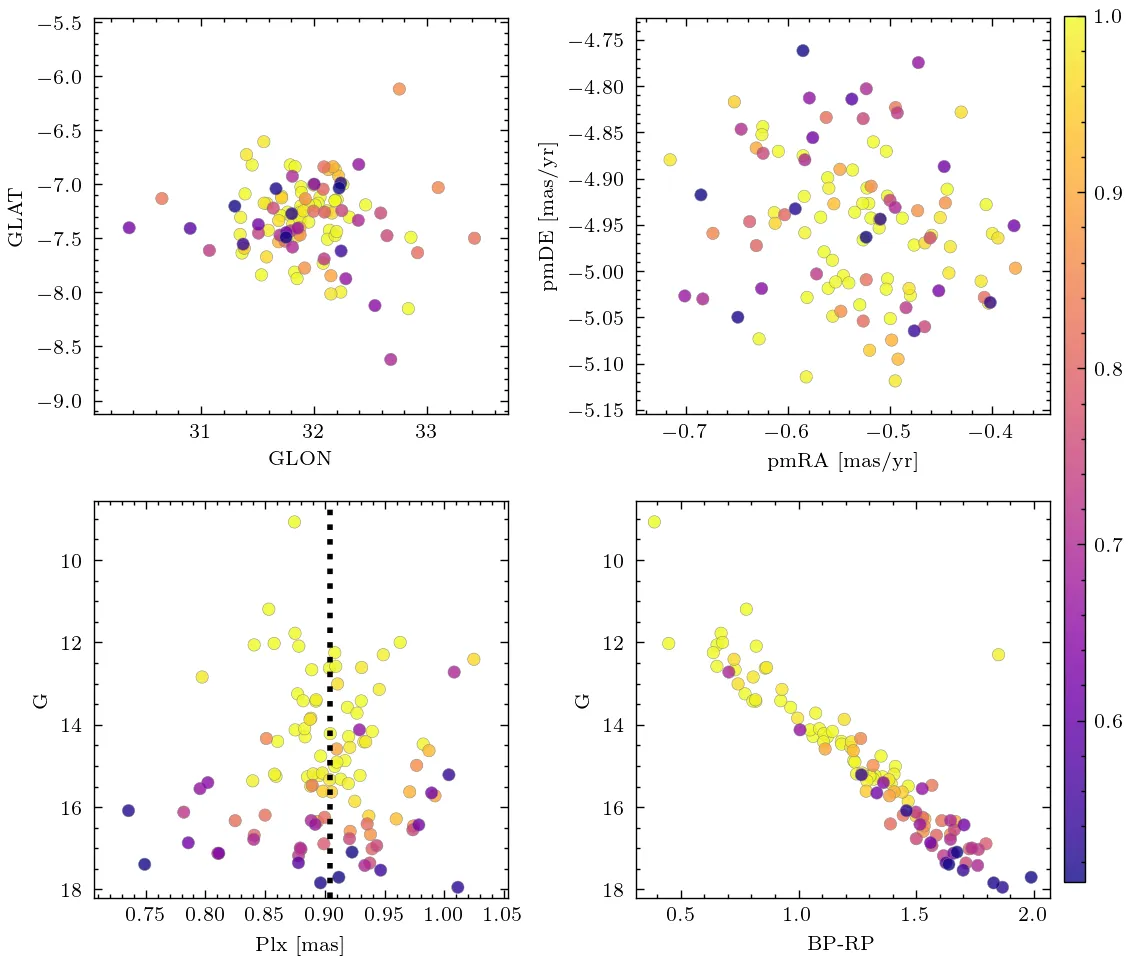 −5.5
−6.0
−6.5
−7.0
−7.5
−8.0
−8.5
−9.0
GLAT
31 32 33
GLON
−4.75
−4.80
−4.85
−4.90
−4.95
−5.00
−5.05
−5.10
−5.15
pmDE [mas/yr]
−0.7 −0.6 −0.5 −0.4
pmRA [mas/yr]
1.0
0.9
0.8
0.7
0.6
10
12
14
16
18
G
0.75 0.80 0.85 0.90 0.95 1.00 1.05
Plx [mas]
10
12
14
16
18
G
0.5 1.0 1.5 2.0
BP-RP